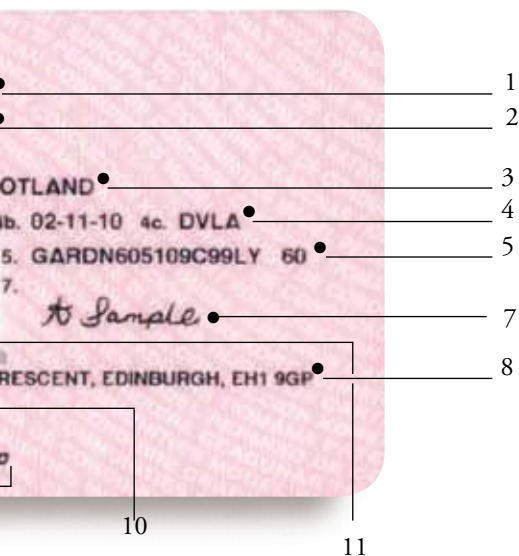 1
2
OTLAND 3
4b. 02-11-10 4c. DVLA 4
5. GARDN605109C99LY 60 5
7.
A Sample 7
RESCENT, EDINBURGH, EH1 9GP 8
10
11